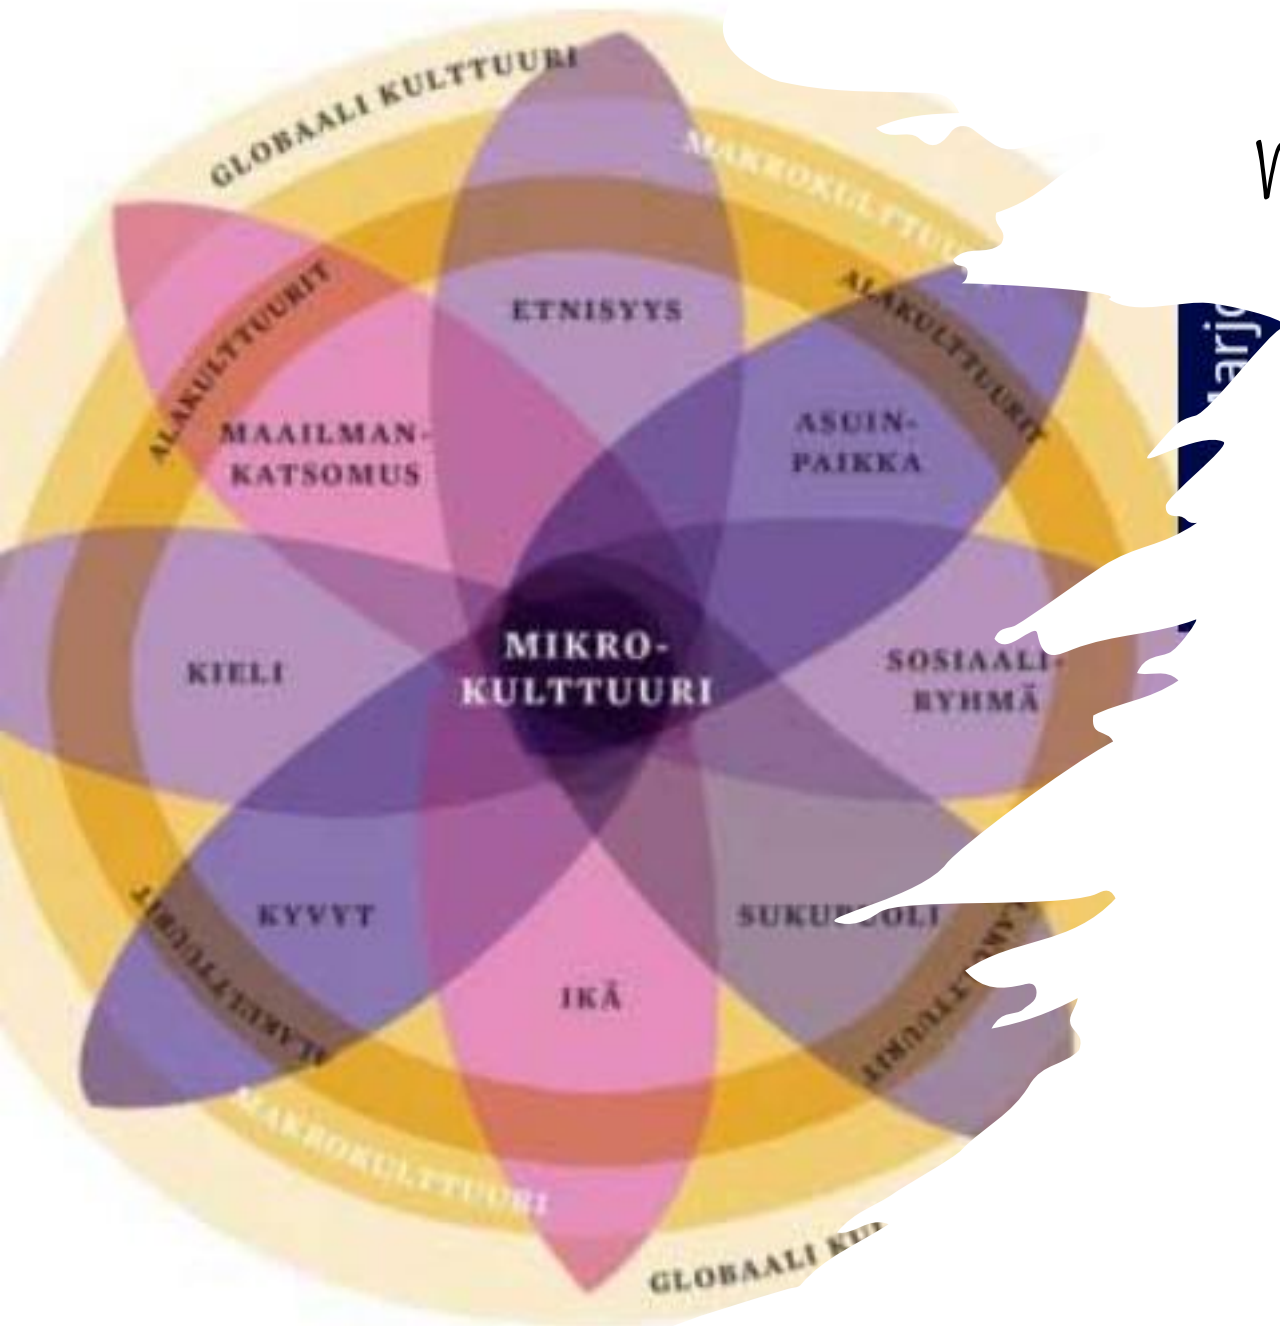 GLOBAALI KULTTUURI
ALAKULTTUURIT
ETNISYYS
ALAKULTTUURIT
MAAILMAN-
KATSOMUS
ASUIN-
PAIKKA
KIELI
MIKRO-
KULTTUURI
SOSIAALI-
RYHMÄ
KYVYT
IKÄ
ALAKULTTUURIT
MAKROKULTTUURI
GLOBAALI